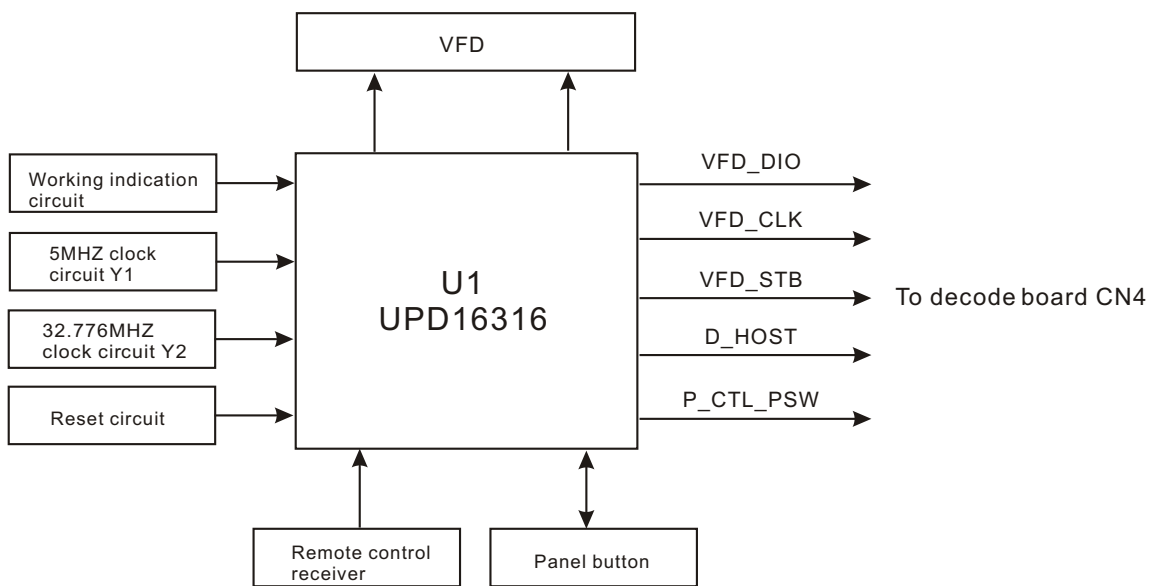 VFD
Working indication
circuit
5MHZ clock
circuit Y1
32.776MHZ
clock circuit Y2
Reset circuit
U1
UPD16316
VFD_DIO
VFD_CLK
VFD_STB
D_HOST
P_CTL_PSW
To decode board CN4
Remote control
receiver
Panel button